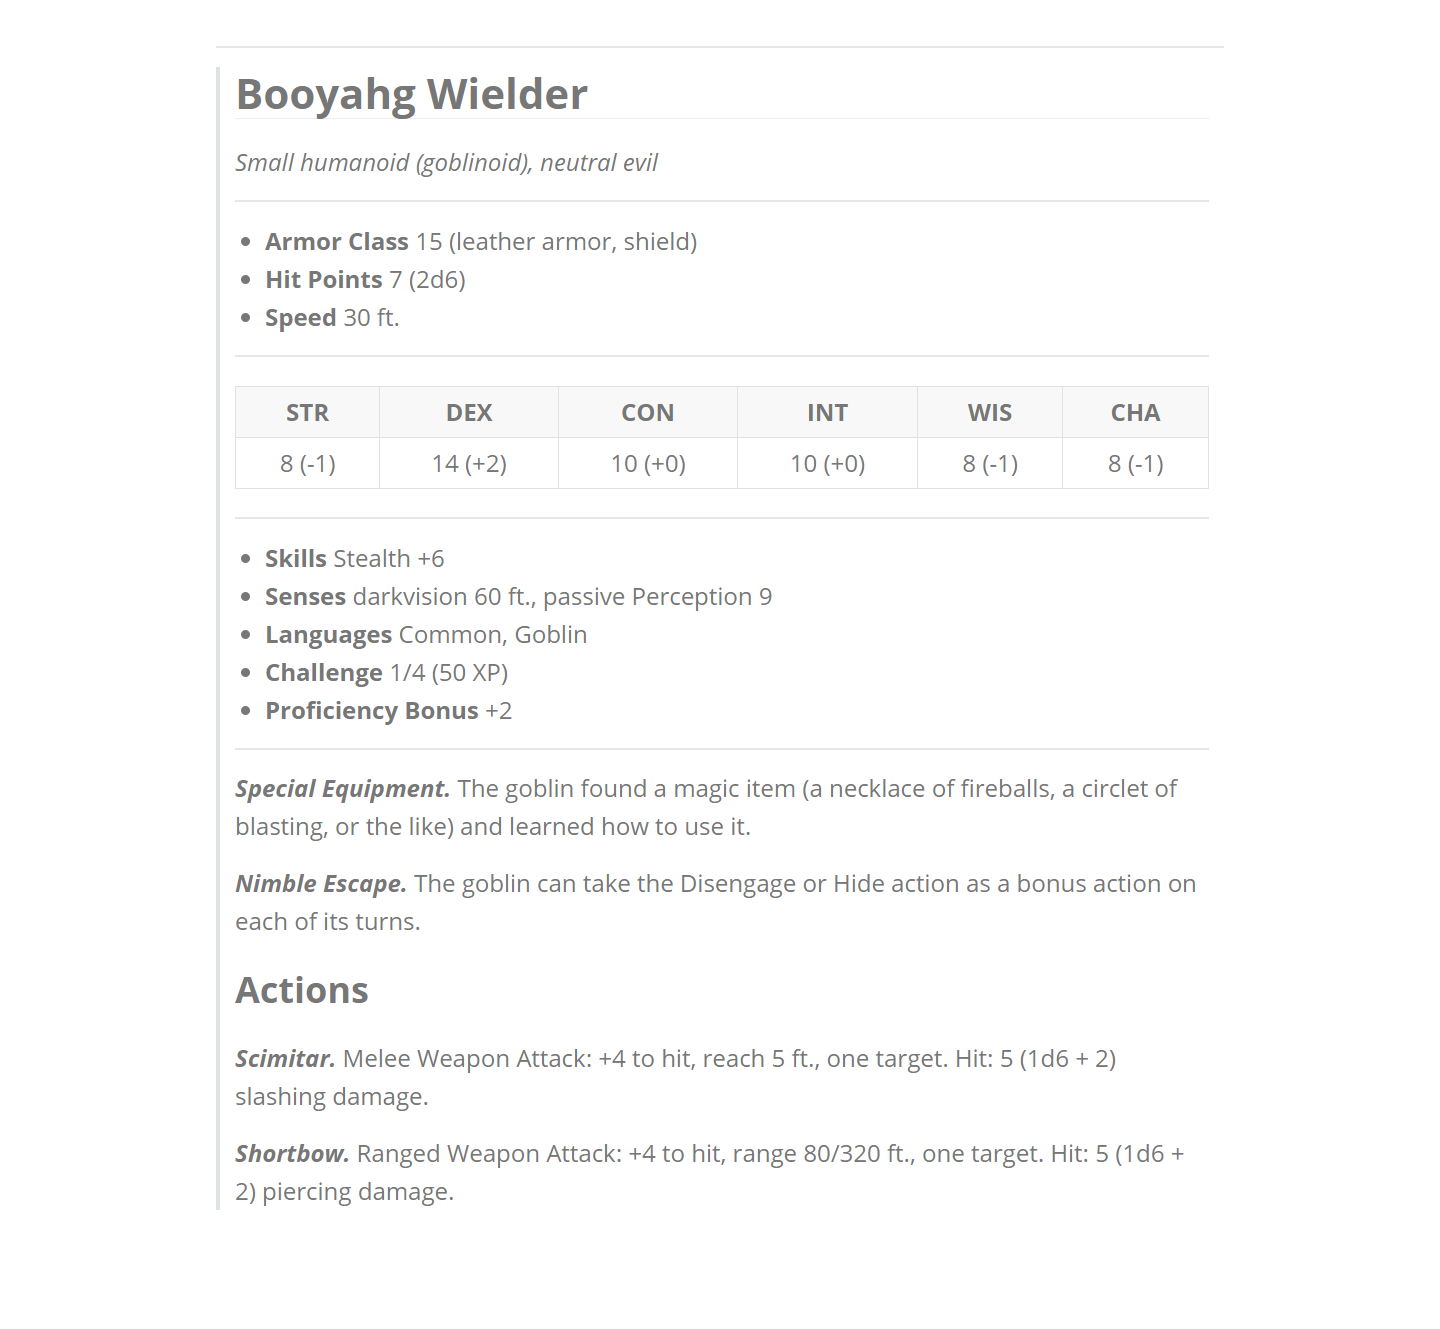 Booyahg Wielder
Small humanoid (goblinoid), neutral evil
Armor Class 15 (leather armor, shield)
Hit Points 7 (2d6)
Speed 30 ft.
STR DEX CON INT WIS CHA
8 (-1) 14 (+2) 10 (+0) 10 (+0) 8 (-1) 8 (-1)
Skills Stealth +6
Senses darkvision 60 ft., passive Perception 9
Languages Common, Goblin
Challenge 1/4 (50 XP)
Proficiency Bonus +2
Special Equipment. The goblin found a magic item (a necklace of fireballs, a circlet of
blasting, or the like) and learned how to use it.
Nimble Escape. The goblin can take the Disengage or Hide action as a bonus action on
each of its turns.
Actions
Scimitar. Melee Weapon Attack: +4 to hit, reach 5 ft., one target. Hit: 5 (1d6 + 2)
slashing damage.
Shortbow. Ranged Weapon Attack: +4 to hit, range 80/320 ft., one target. Hit: 5 (1d6 +
2) piercing damage.